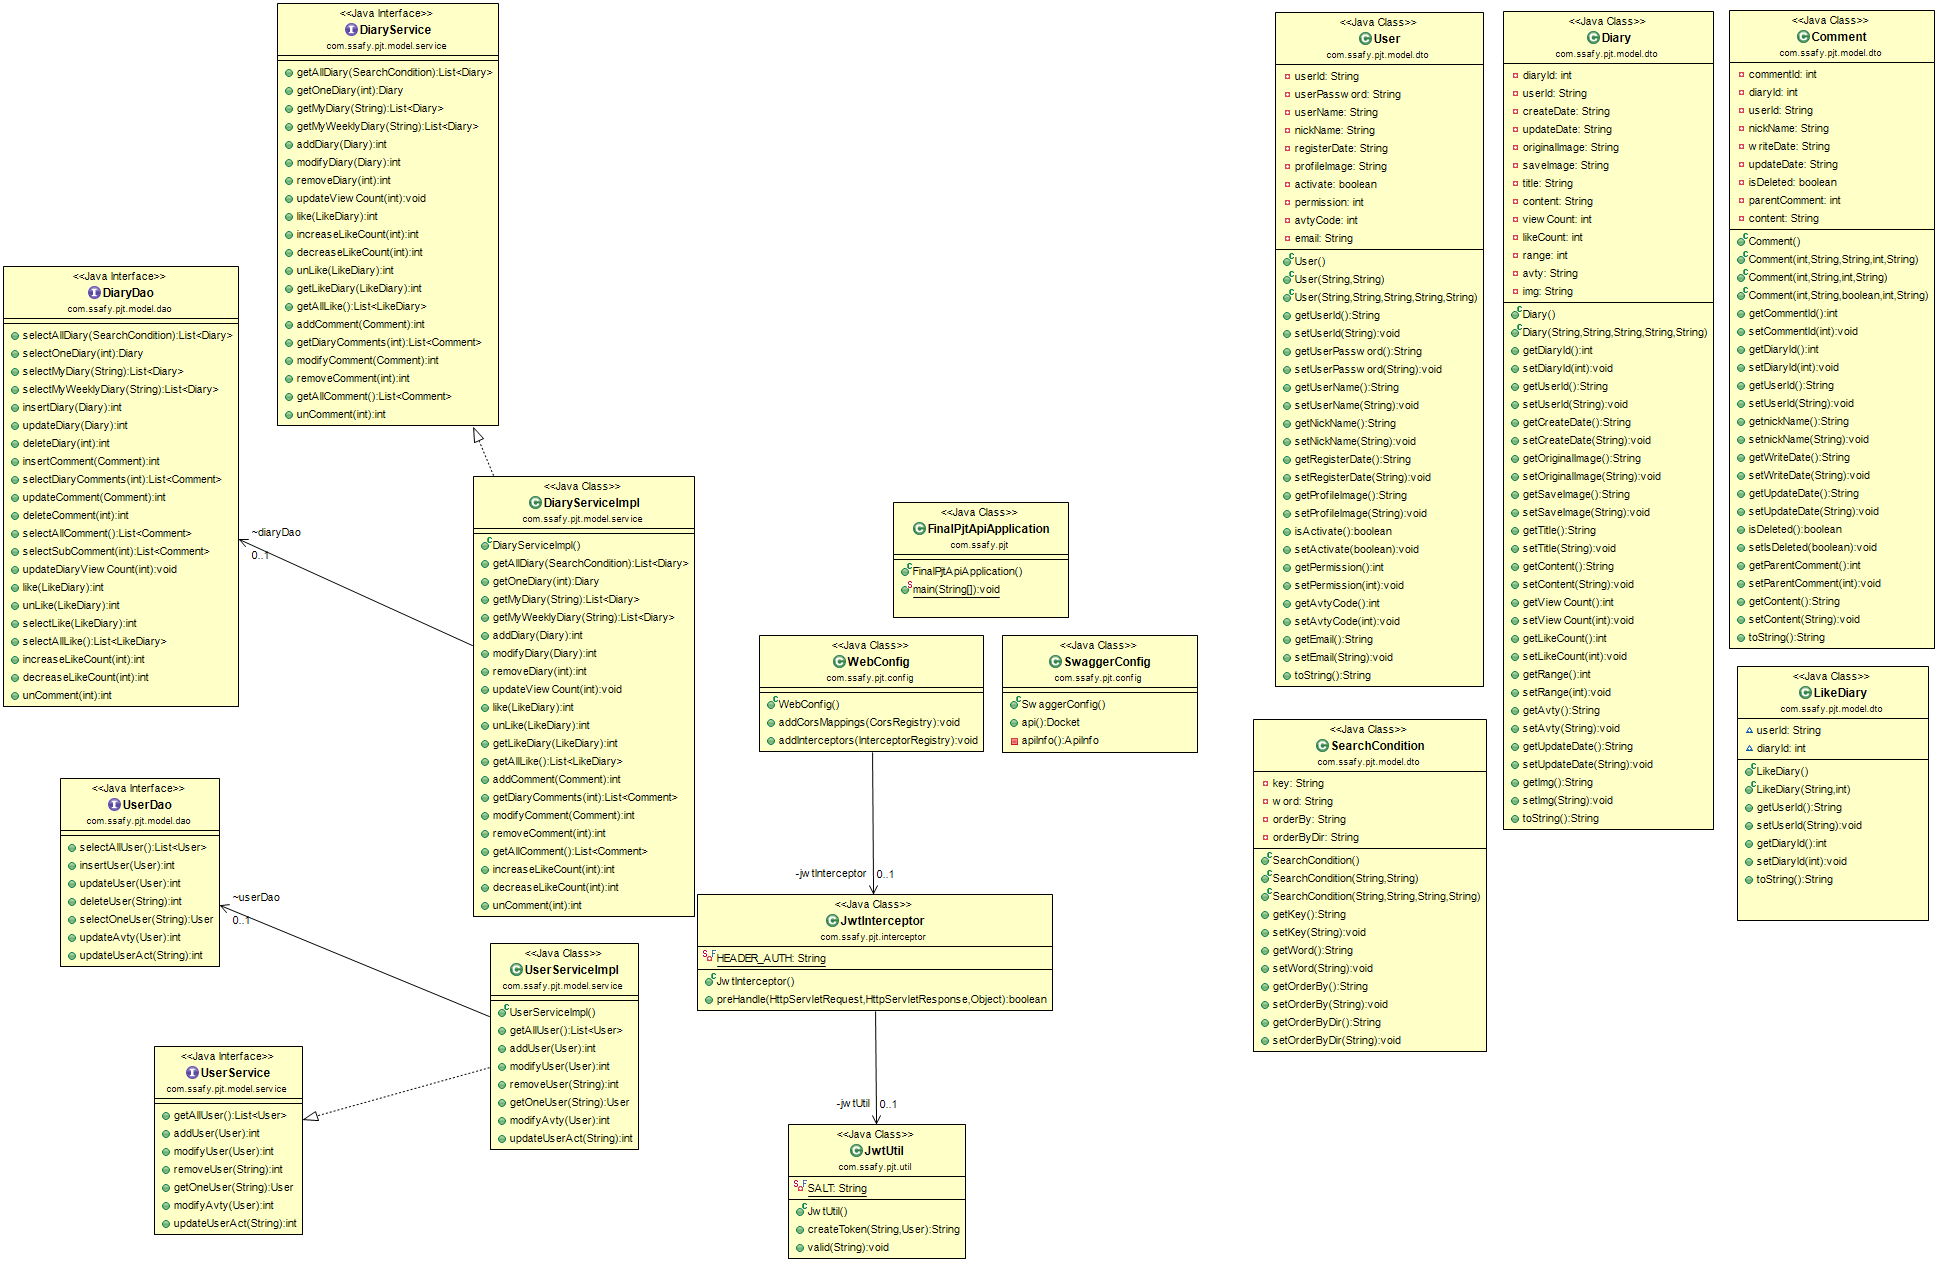 <<Java Interface>>
DiaryService
com.ssafy.pjt.model.service
getAllDiary(SearchCondition):List<Diary>
getOneDiary(int):Diary
getMyDiary(String):List<Diary>
getMyWeeklyDiary(String):List<Diary>
addDiary(Diary):int
modifyDiary(Diary):int
removeDiary(int):int
updateViewCount(int):void
like(LikeDiary):int
increaseLikeCount(int):int
decreaseLikeCount(int):int
unLike(LikeDiary):int
getLikeDiary(LikeDiary):int
getAllLike():List<LikeDiary>
addComment(Comment):int
getDiaryComments(int):List<Comment>
modifyComment(Comment):int
removeComment(int):int
getAllComment():List<Comment>
unComment(int):int
<<Java Interface>>
DiaryDao
com.ssafy.pjt.model.dao
selectAllDiary(SearchCondition):List<Diary>
selectOneDiary(int):Diary
selectMyDiary(String):List<Diary>
selectMyWeeklyDiary(String):List<Diary>
insertDiary(Diary):int
updateDiary(Diary):int
deleteDiary(int):int
insertComment(Comment):int
selectDiaryComments(int):List<Comment>
updateComment(Comment):int
deleteComment(int):int
selectAllComment():List<Comment>
selectSubComment(int):List<Comment>
updateDiaryViewCount(int):void
like(LikeDiary):int
unLike(LikeDiary):int
selectLike(LikeDiary):int
selectAllLike():List<LikeDiary>
increaseLikeCount(int):int
decreaseLikeCount(int):int
unComment(int):int
~diaryDao
0..1
<<Java Class>>
DiaryServiceImpl
com.ssafy.pjt.model.service
DiaryServiceImpl()
getAllDiary(SearchCondition):List<Diary>
getOneDiary(int):Diary
getMyDiary(String):List<Diary>
getMyWeeklyDiary(String):List<Diary>
addDiary(Diary):int
modifyDiary(Diary):int
removeDiary(int):int
updateViewCount(int):void
like(LikeDiary):int
unLike(LikeDiary):int
getLikeDiary(LikeDiary):int
getAllLike():List<LikeDiary>
addComment(Comment):int
getDiaryComments(int):List<Comment>
modifyComment(Comment):int
removeComment(int):int
getAllComment():List<Comment>
increaseLikeCount(int):int
decreaseLikeCount(int):int
unComment(int):int
<<Java Interface>>
UserDao
com.ssafy.pjt.model.dao
selectAllUser():List<User>
insertUser(User):int
updateUser(User):int
deleteUser(String):int
selectOneUser(String):User
updateAvty(User):int
updateUserAct(String):int
~userDao
0..1
<<Java Class>>
UserServiceImpl
com.ssafy.pjt.model.service
UserServiceImpl()
getAllUser():List<User>
addUser(User):int
modifyUser(User):int
removeUser(String):int
getOneUser(String):User
modifyAvty(User):int
updateUserAct(String):int
<<Java Interface>>
UserService
com.ssafy.pjt.model.service
getAllUser():List<User>
addUser(User):int
modifyUser(User):int
removeUser(String):int
getOneUser(String):User
modifyAvty(User):int
updateUserAct(String):int
<<Java Class>>
FinalPjtApiApplication
com.ssafy.pjt
FinalPjtApiApplication()
main(String[]):void
<<Java Class>>
WebConfig
com.ssafy.pjt.config
WebConfig()
addCorsMappings(CorsRegistry):void
addInterceptors(InterceptorRegistry):void
<<Java Class>>
SwaggerConfig
com.ssafy.pjt.config
SwaggerConfig()
api():Docket
apiInfo():ApiInfo
-jwtInterceptor
0..1
<<Java Class>>
JwtInterceptor
com.ssafy.pjt.interceptor
HEADER_AUTH: String
JwtInterceptor()
preHandle(HttpServletRequest,HttpServletResponse,Object):boolean
-jwtUtil
0..1
<<Java Class>>
JwtUtil
com.ssafy.pjt.util
SALT: String
JwtUtil()
createToken(String,User):String
valid(String):void
<<Java Class>>
User
com.ssafy.pjt.model.dto
userId: String
userPassword: String
userName: String
nickName: String
registerDate: String
profileImage: String
activate: boolean
permission: int
avtyCode: int
email: String
User()
User(String,String)
User(String,String,String,String,String)
getUserId():String
setUserId(String):void
getUserPassword():String
setUserPassword(String):void
getUserName():String
setUserName(String):void
getNickName():String
setNickName(String):void
getRegisterDate():String
setRegisterDate(String):void
getProfileImage():String
setProfileImage(String):void
isActivate():boolean
setActivate(boolean):void
getPermission():int
setPermission(int):void
getAvtyCode():int
setAvtyCode(int):void
getEmail():String
setEmail(String):void
toString():String
<<Java Class>>
SearchCondition
com.ssafy.pjt.model.dto
key: String
word: String
orderBy: String
orderByDir: String
SearchCondition()
SearchCondition(String,String)
SearchCondition(String,String,String,String)
getKey():String
setKey(String):void
getWord():String
setWord(String):void
getOrderBy():String
setOrderBy(String):void
getOrderByDir():String
setOrderByDir(String):void
<<Java Class>>
Diary
com.ssafy.pjt.model.dto
diaryId: int
userId: String
createDate: String
updateDate: String
originalImage: String
saveImage: String
title: String
content: String
viewCount: int
likeCount: int
range: int
avty: String
img: String
Diary()
Diary(String,String,String,String,String)
getDiaryId():int
setDiaryId(int):void
getUserId():String
setUserId(String):void
getCreateDate():String
setCreateDate(String):void
getOriginalImage():String
setOriginalImage(String):void
getSaveImage():String
setSaveImage(String):void
getTitle():String
setTitle(String):void
getContent():String
setContent(String):void
getViewCount():int
setViewCount(int):void
getLikeCount():int
setLikeCount(int):void
getRange():int
setRange(int):void
getAvty():String
setAvty(String):void
getUpdateDate():String
setUpdateDate(String):void
getImg():String
setImg(String):void
toString():String
<<Java Class>>
Comment
com.ssafy.pjt.model.dto
commentId: int
diaryId: int
userId: String
nickName: String
writeDate: String
updateDate: String
isDeleted: boolean
parentComment: int
content: String
Comment()
Comment(int,String,String,int,String)
Comment(int,String,int,String)
Comment(int,String,boolean,int,String)
getCommentId():int
setCommentId(int):void
getDiaryId():int
setDiaryId(int):void
getUserId():String
setUserId(String):void
getnickName():String
setnickName(String):void
getWriteDate():String
setWriteDate(String):void
getUpdateDate():String
setUpdateDate(String):void
isDeleted():boolean
setIsDeleted(boolean):void
getParentComment():int
setParentComment(int):void
getContent():String
setContent(String):void
toString():String
<<Java Class>>
LikeDiary
com.ssafy.pjt.model.dto
userId: String
diaryId: int
LikeDiary()
LikeDiary(String,int)
getUserId():String
setUserId(String):void
getDiaryId():int
setDiaryId(int):void
toString():String